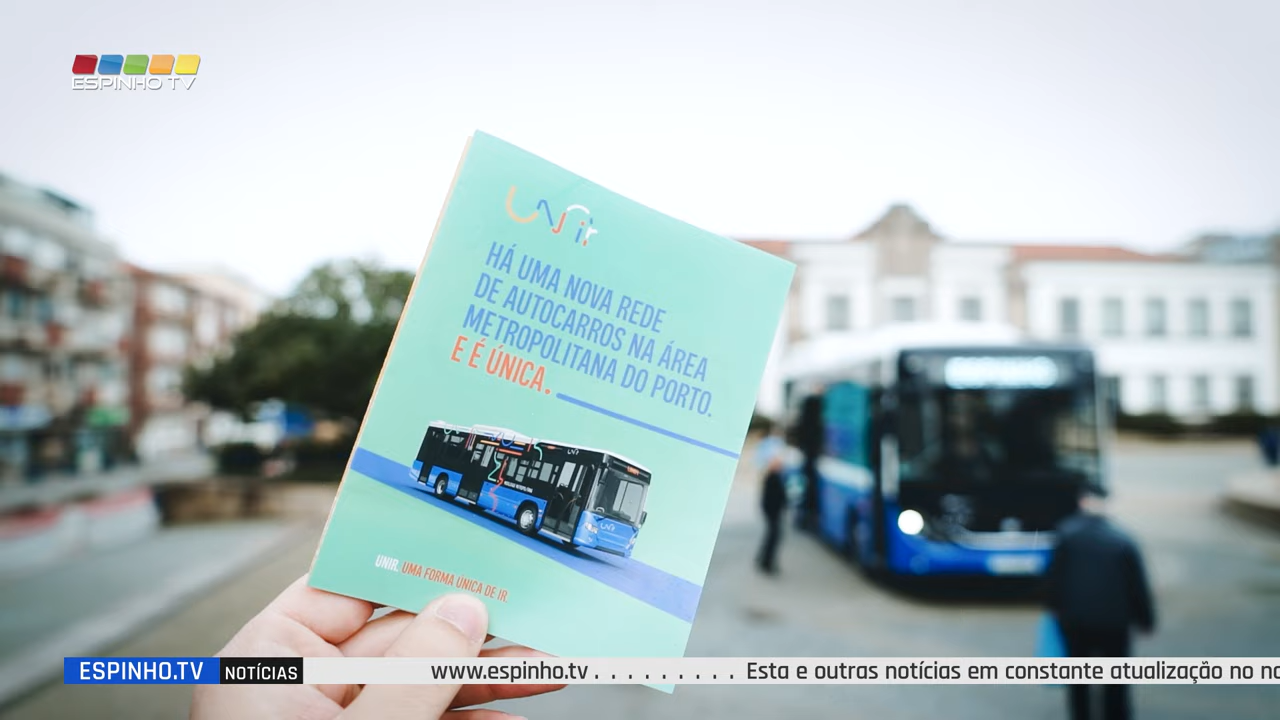 ESPINHO TV
UNir
HÁ UMA NOVA REDE
DE AUTOCARROS NA ÁREA
METROPOLITANA DO PORTO.
E É ÚNICA.
UNIR. UMA FORMA UNICA DE IR.
ESPINHO.TV NOTÍCIAS www.espinho.tv . . . . . . . . . Esta e outras notícias em constante atualização no